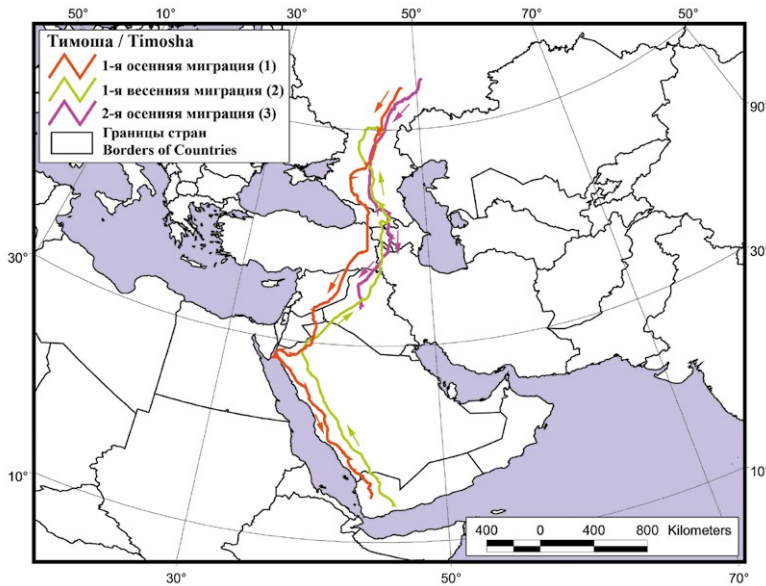 50° 10° 30° 50° 70° 50°
Тимоша / Timosha
1-я осенняя миграция (1)
1-я весенняя миграция (2)
2-я осенняя миграция (3)
Границы стран
Borders of Countries
90°
30° 30°
10° 10°
400 0 400 800 Kilometers
30° 50° 70°